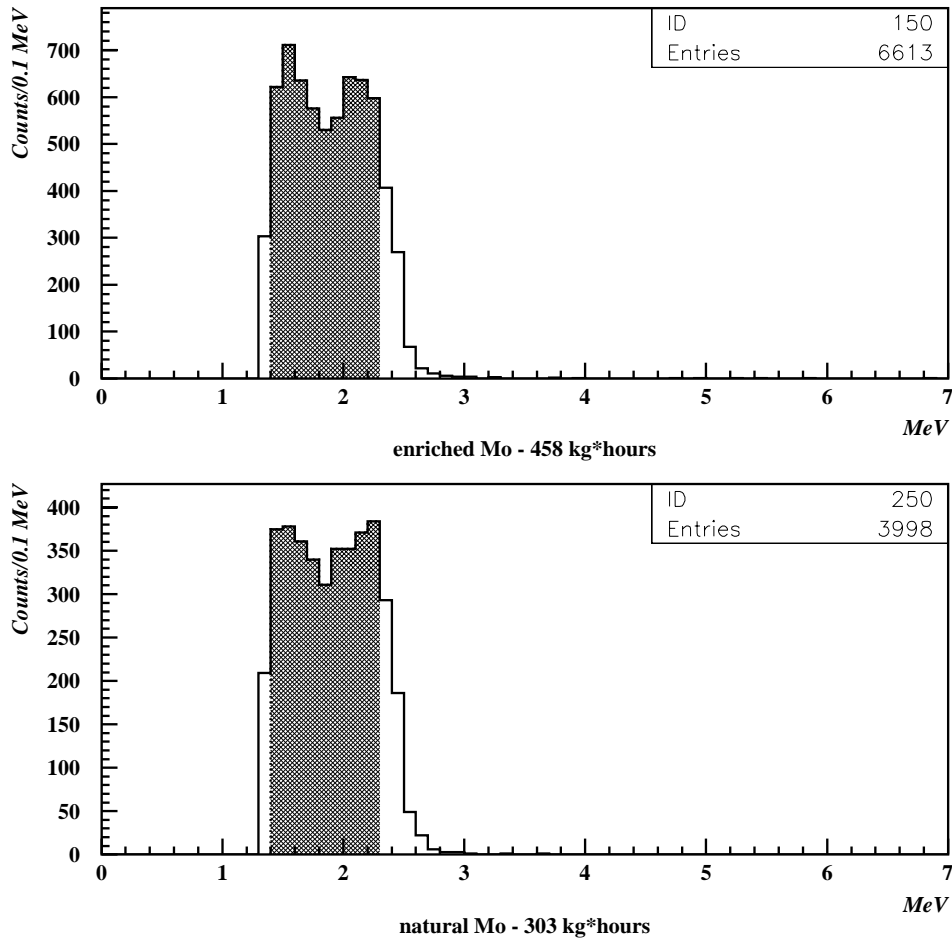 Counts/0.1 MeV
ID 150
Entries 6613
700
600
500
400
300
200
100
0
0 1 2 3 4 5 6 7
MeV
enriched Mo - 458 kg*hours
Counts/0.1 MeV
ID 250
Entries 3998
400
350
300
250
200
150
100
50
0
0 1 2 3 4 5 6 7
MeV
natural Mo - 303 kg*hours